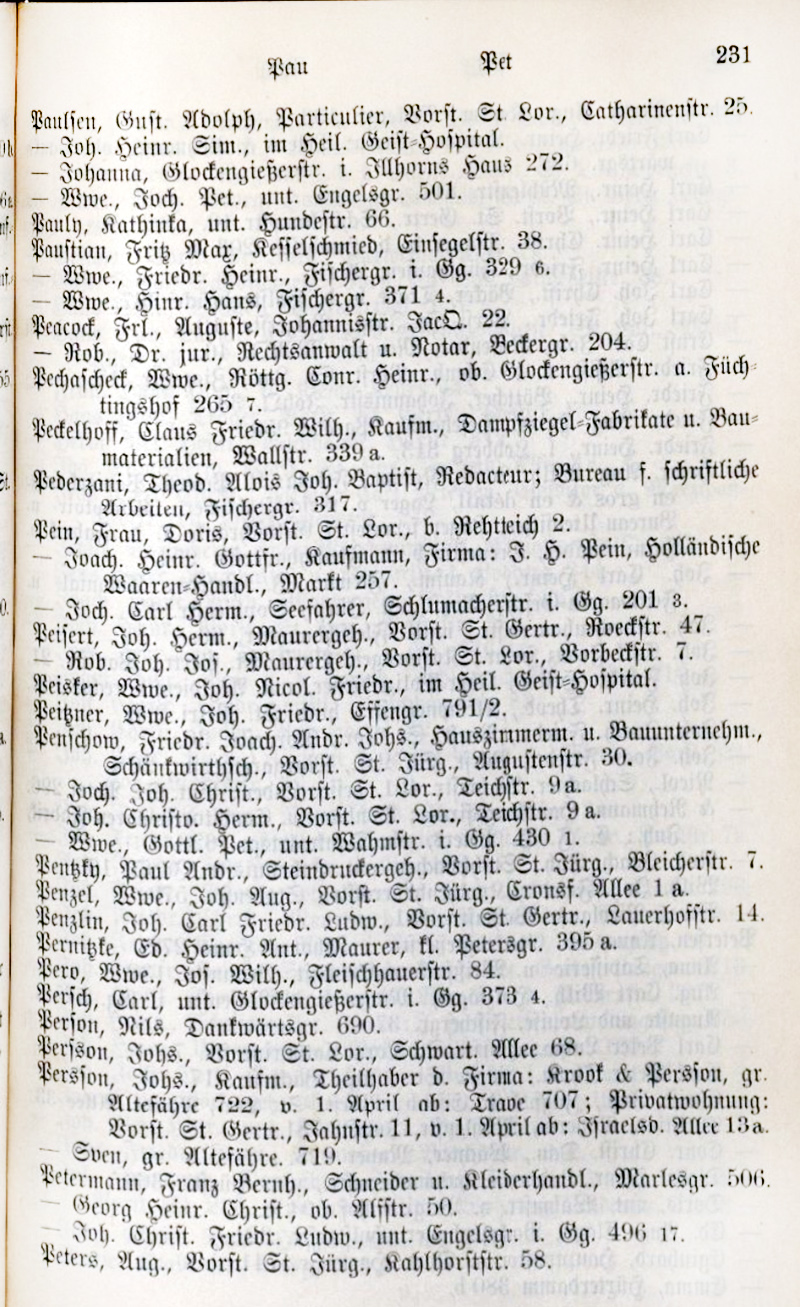 Pau Pet 231
Paulsen, Gust. Adolph, Particulier, Vorst. St. Lor., Catharinenstr. 25.
— Joh. Heinr. Sim., im Heil. Geist-Hospital.
— Johanna, Glockengießerstr. i. Illhorns Haus 272.
— Wwe., Joch. Pet., unt. Engelsgr. 501.
Pauly, Kathinka, unt. Hundestr. 66.
Paustian, Fritz Max, Kesselschmied, Einsegelstr. 38.
— Wwe., Friedr. Heinr., Fischergr. i. Gg. 329 6.
— Wwe., Hinr. Hans, Fischergr. 371 4.
Peacock, Frl., Auguste, Johannisstr. JacQ. 22.
— Rob., Dr. jur., Rechtsanwalt u. Notar, Beckergr. 204.
Pechascheck, Wwe., Röttg. Conr. Heinr., ob. Glockengießerstr. a. Füch-
tingshof 265 7.
Peckelhoff, Claus Friedr. Wilh., Kaufm., Dampfziegel-Fabrikate u. Bau-
materialien, Wallstr. 339 a.
Pederzani, Theod. Alois Joh. Baptist, Redacteur; Bureau f. schriftliche
Arbeiten, Fischergr. 317.
Pein, Frau, Doris, Vorst. St. Lor., b. Rehtteich 2.
— Joach. Heinr. Gottfr., Kaufmann, Firma: J. H. Pein, Holländische
Waaren-Handl., Markt 257.
— Joch. Carl Herm., Seefahrer, Schlumacherstr. i. Gg. 201 3.
Peisert, Joh. Herm., Maurergeh., Vorst. St. Gertr., Roeckstr. 47.
— Rob. Joh. Jos., Maurergeh., Vorst. St. Lor., Vorbeckstr. 7.
Peisker, Wwe., Joh. Nicol. Friedr., im Heil. Geist-Hospital.
Peitzner, Wwe., Joh. Friedr., Effengr. 791/2.
Penschow, Friedr. Joach. Andr. Johs., Hauszimmerm. u. Bauunternehm.,
Schänkwirthsch., Vorst. St. Jürg., Augustenstr. 30.
— Joch. Joh. Christ., Vorst. St. Lor., Teichstr. 9 a.
— Joh. Christo. Herm., Vorst. St. Lor., Teichstr. 9 a.
— Wwe., Gottl. Pet., unt. Wahmstr. i. Gg. 430 1.
Pentzky, Paul Andr., Steindruckergeh., Vorst. St. Jürg., Bleicherstr. 7.
Penzel, Wwe., Joh. Aug., Vorst. St. Jürg., Cronsf. Allee 1 a.
Penzlin, Joh. Carl Friedr. Ludw., Vorst. St. Gertr., Lauerhofstr. 14.
Pernitzke, Ed. Heinr. Ant., Maurer, kl. Petersgr. 395 a.
Pero, Wwe., Jos. Wilh., Fleischhauerstr. 84.
Persch, Carl, unt. Glockengießerstr. i. Gg. 373 4.
Person, Nils, Dankwärtsgr. 690.
Persson, Johs., Vorst. St. Lor., Schwart. Allee 68.
Persson, Johs., Kaufm., Theilhaber d. Firma: Krook & Persson, gr.
Altefähre 722, v. 1. April ab: Trave 707; Privatwohnung:
Vorst. St. Gertr., Jahnstr. 11, v. 1. April ab: Israelsd. Allee 13 a.
— Sven, gr. Altefähre. 719.
Petermann, Franz Bernh., Schneider u. Kleiderhandl., Marlesgr. 506.
— Georg Heinr. Christ., ob. Alfstr. 50.
— Joh. Christ. Friedr. Ludw., unt. Engelsgr. i. Gg. 496 17.
Peters, Aug., Vorst. St. Jürg., Kahlhorststr. 58.